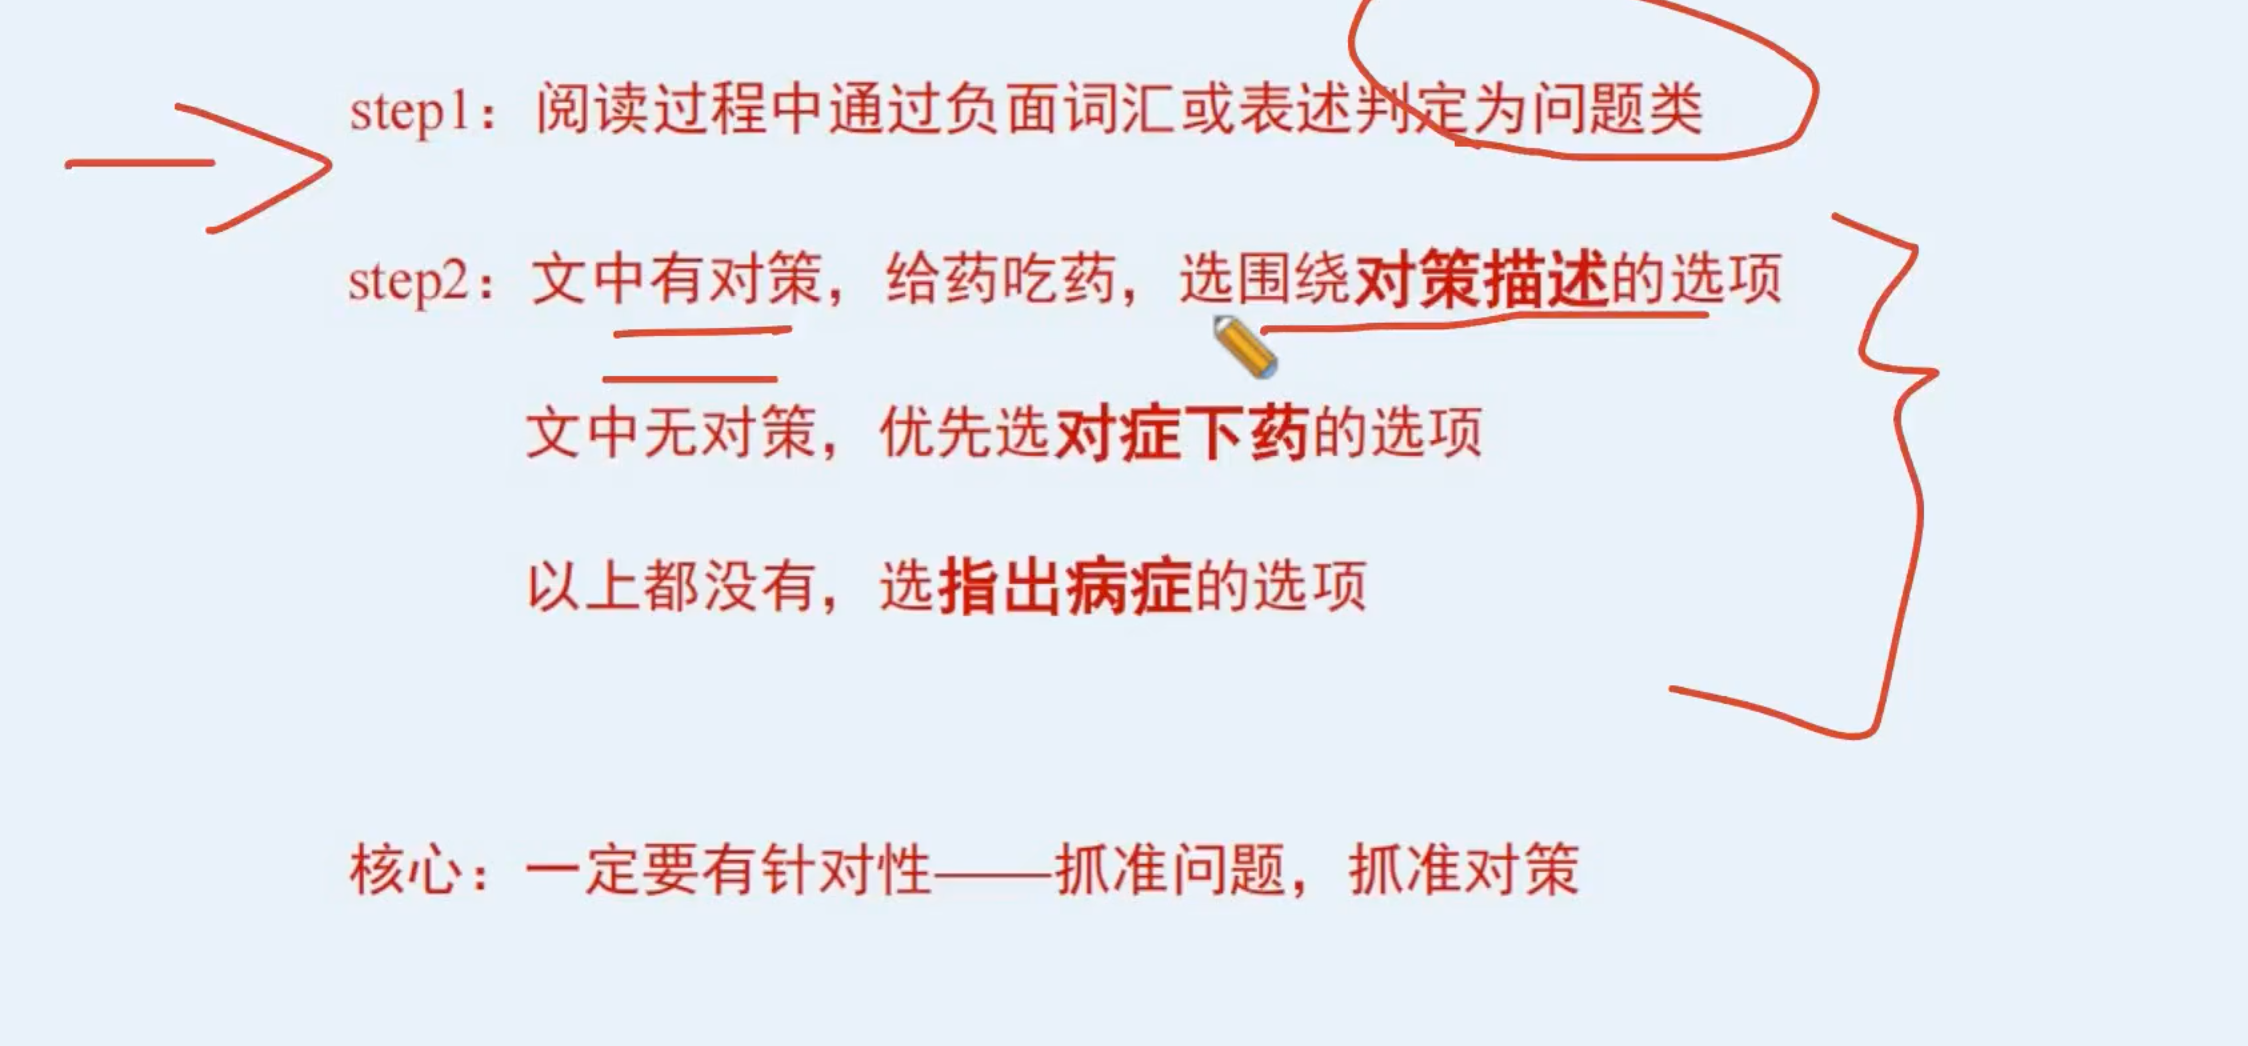 step1：阅读过程中通过负面词汇或表述判定为问题类
step2：文中有对策，给药吃药，选围绕对策描述的选项
文中无对策，优先选对症下药的选项
以上都没有，选指出病症的选项
核心：一定要有针对性——抓准问题，抓准对策